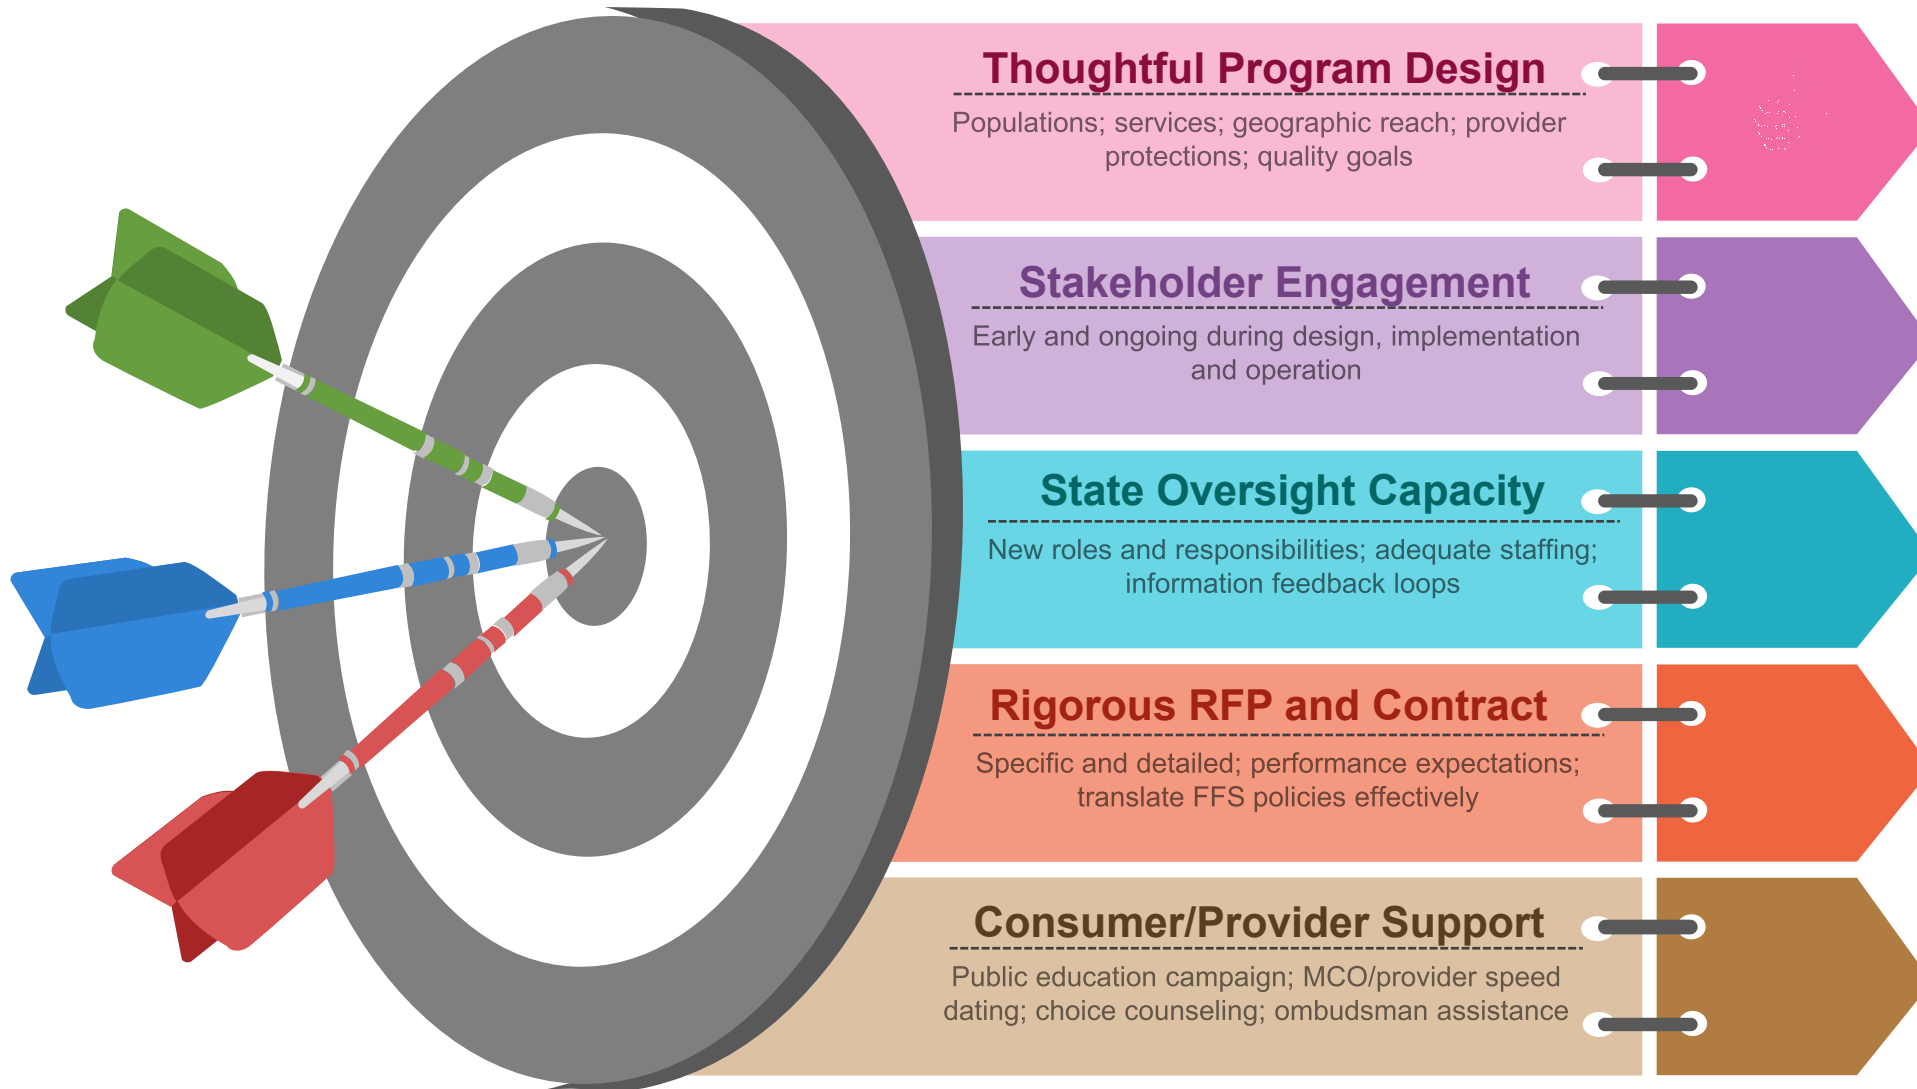 Thoughtful Program Design
Populations; services; geographic reach; provider
protections; quality goals
Stakeholder Engagement
Early and ongoing during design, implementation
and operation
State Oversight Capacity
New roles and responsibilities; adequate staffing;
information feedback loops
Rigorous RFP and Contract
Specific and detailed; performance expectations;
translate FFS policies effectively
Consumer/Provider Support
Public education campaign; MCO/provider speed
dating; choice counseling; ombudsman assistance